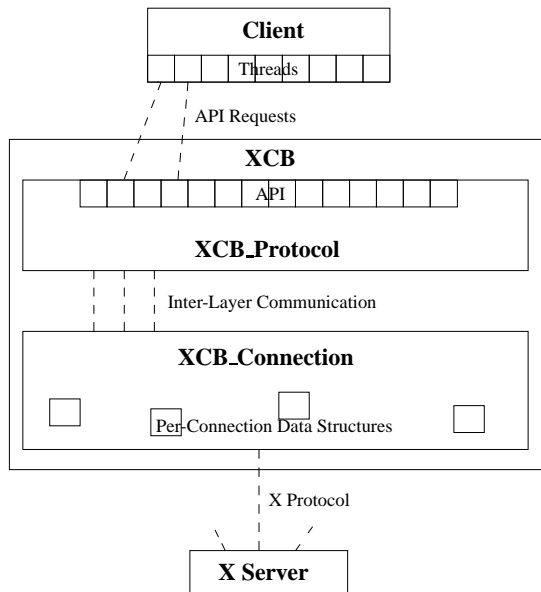 Client
Threads
API Requests
XCB
API
XCB_Protocol
Inter-Layer Communication
XCB_Connection
Per-Connection Data Structures
X Protocol
X Server